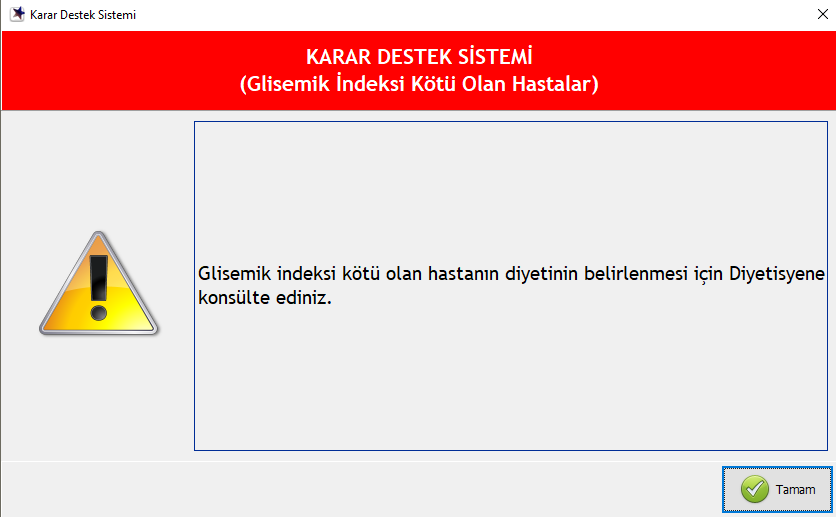 Karar Destek Sistemi
KARAR DESTEK SİSTEMİ
(Glisemik İndeksi Kötü Olan Hastalar)
Glisemik indeksi kötü olan hastanın diyetinin belirlenmesi için Diyetisyene
konsülte ediniz.
Tamam